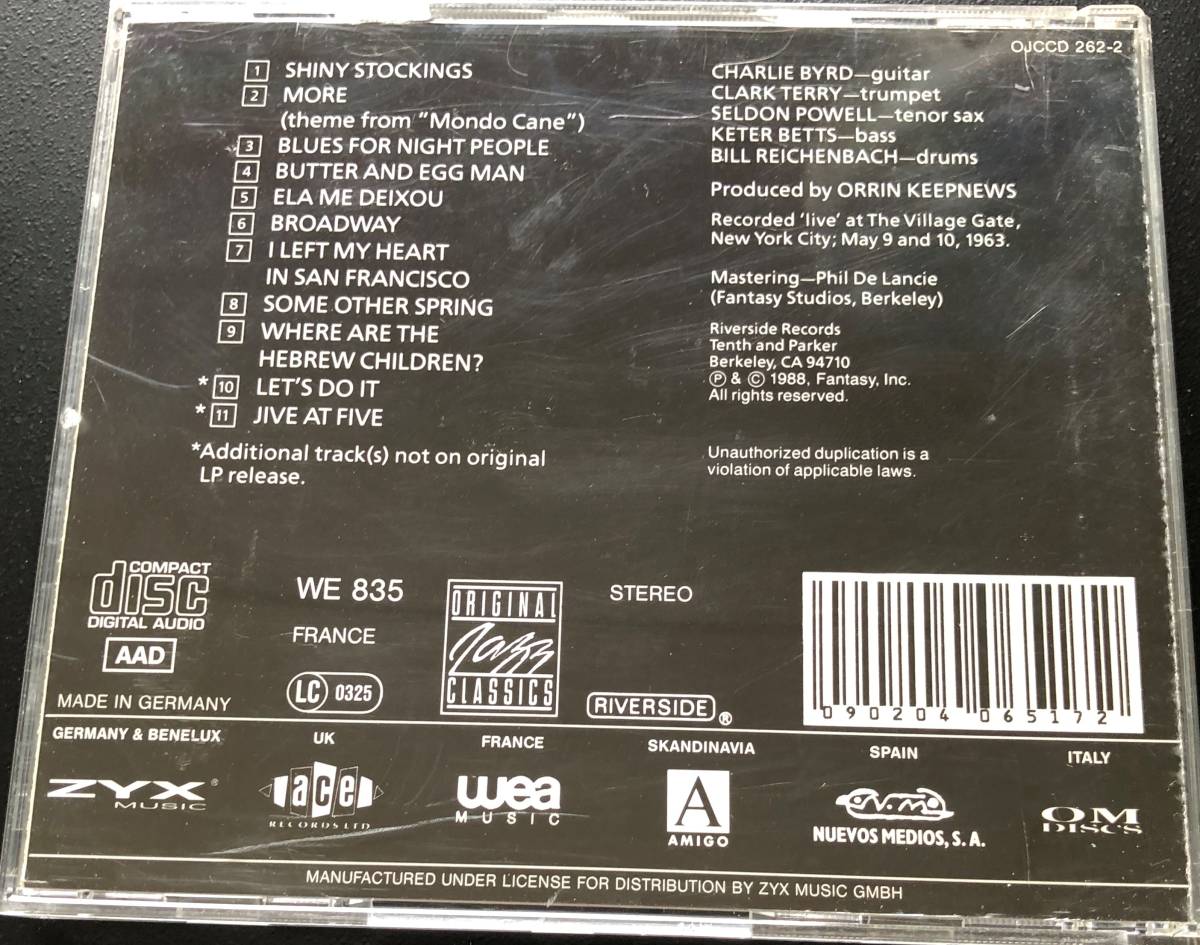 OJCCD 262-2
1 SHINY STOCKINGS
2 MORE
(theme from "Mondo Cane")
3 BLUES FOR NIGHT PEOPLE
4 BUTTER AND EGG MAN
5 ELA ME DEIXOU
6 BROADWAY
7 I LEFT MY HEART
IN SAN FRANCISCO
8 SOME OTHER SPRING
9 WHERE ARE THE
HEBREW CHILDREN?
* 10 LET'S DO IT
* 11 JIVE AT FIVE
*Additional track(s) not on original
LP release.
CHARLIE BYRD—guitar
CLARK TERRY—trumpet
SELDON POWELL—tenor sax
KETER BETTS—bass
BILL REICHENBACH—drums
Produced by ORRIN KEEPNEWS
Recorded 'live' at The Village Gate,
New York City; May 9 and 10, 1963.
Mastering—Phil De Lancie
(Fantasy Studios, Berkeley)
Riverside Records
Tenth and Parker
Berkeley, CA 94710
℗ & © 1988, Fantasy, Inc.
All rights reserved.
Unauthorized duplication is a
violation of applicable laws.
COMPACT
disc
DIGITAL AUDIO
AAD
MADE IN GERMANY
WE 835
FRANCE
LC 0325
ORIGINAL
Jazz
CLASSICS
STEREO
RIVERSIDE®
090204 065172
GERMANY & BENELUX
ZYX®
MUSIC
UK
ace
RECORDS LTD
FRANCE
wea
MUSIC
SKANDINAVIA
A
AMIGO
SPAIN
N.M.
NUEVOS MEDIOS, S.A.
ITALY
OM
DISCS
MANUFACTURED UNDER LICENSE FOR DISTRIBUTION BY ZYX MUSIC GMBH